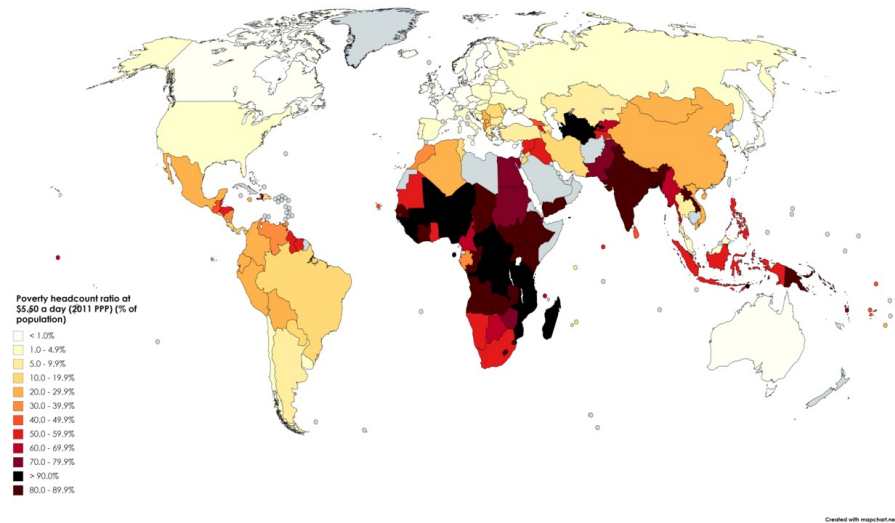 Poverty headcount ratio at
$5.50 a day (2011 PPP) (% of
population)
< 1.0%
1.0 - 4.9%
5.0 - 9.9%
10.0 - 19.9%
20.0 - 29.9%
30.0 - 39.9%
40.0 - 49.9%
50.0 - 59.9%
60.0 - 69.9%
70.0 - 79.9%
> 90.0%
80.0 - 89.9%
Created with mapchart.ne